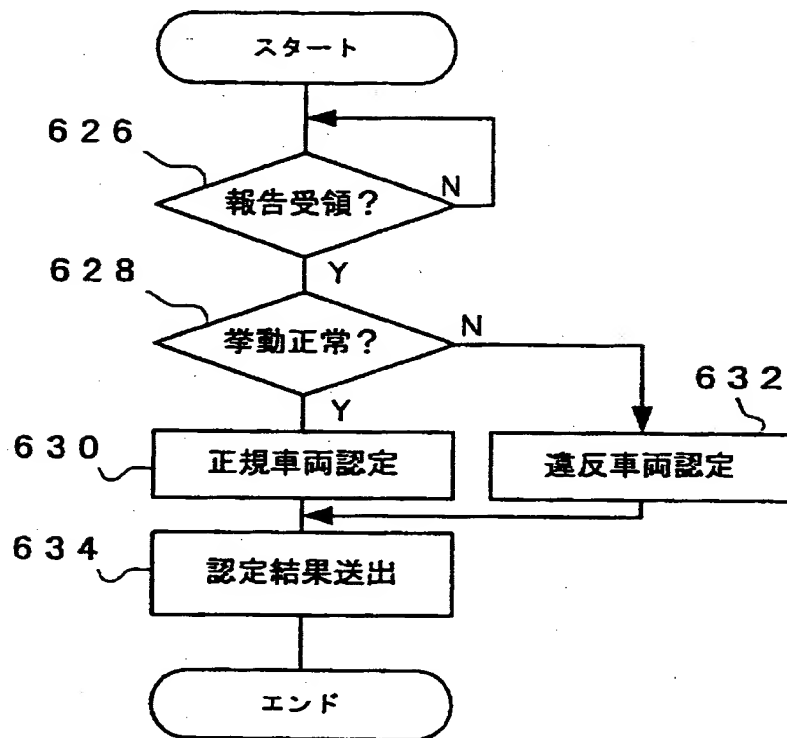 スタート
626
報告受領?
N
Y
628
挙動正常?
N
Y
632
630
正規車両認定
違反車両認定
634
認定結果送出
エンド